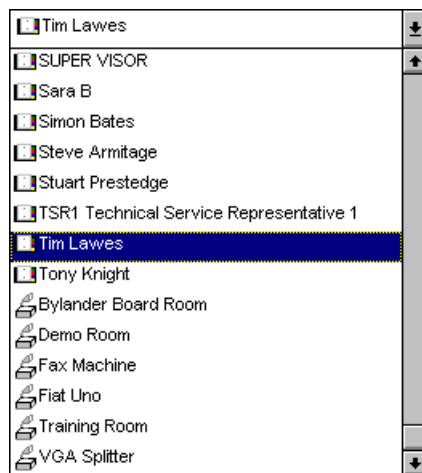 Tim Lawes
SUPER VISOR
Sara B
Simon Bates
Steve Armitage
Stuart Prestedge
TSR1 Technical Service Representative 1
Tim Lawes
Tony Knight
Bylander Board Room
Demo Room
Fax Machine
Fiat Uno
Training Room
VGA Splitter